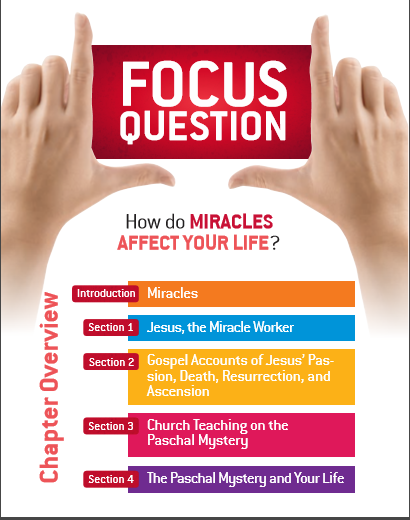 FOCUS
QUESTION
How do MIRACLES
AFFECT YOUR LIFE?
Chapter Overview
Introduction Miracles
Section 1 Jesus, the Miracle Worker
Section 2 Gospel Accounts of Jesus' Pas-
sion, Death, Resurrection, and
Ascension
Section 3 Church Teaching on the
Paschal Mystery
Section 4 The Paschal Mystery and Your Life